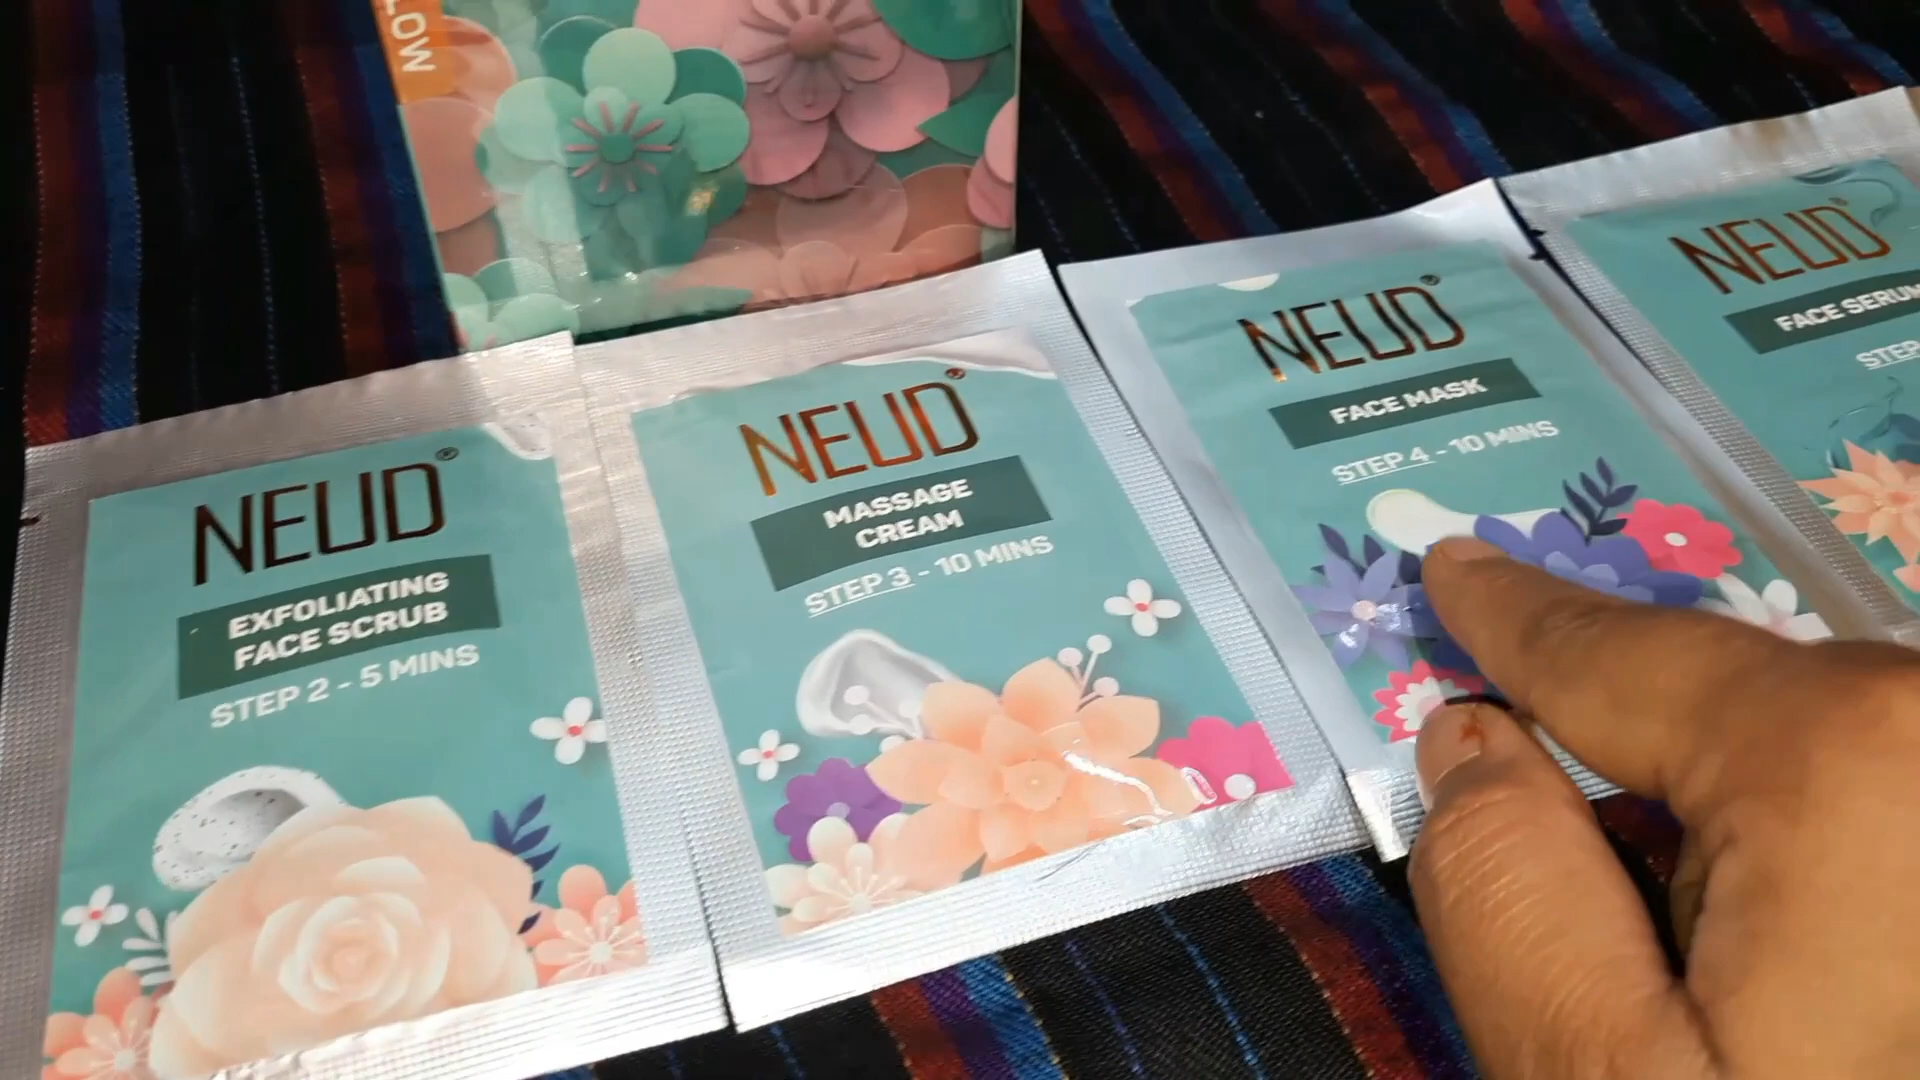 LOW
NEUD®
EXFOLIATING
FACE SCRUB
STEP 2 - 5 MINS
NEUD®
MASSAGE
CREAM
STEP 3 - 10 MINS
NEUD®
FACE MASK
STEP 4 - 10 MINS
NEUD®
FACE SERUM
STEP